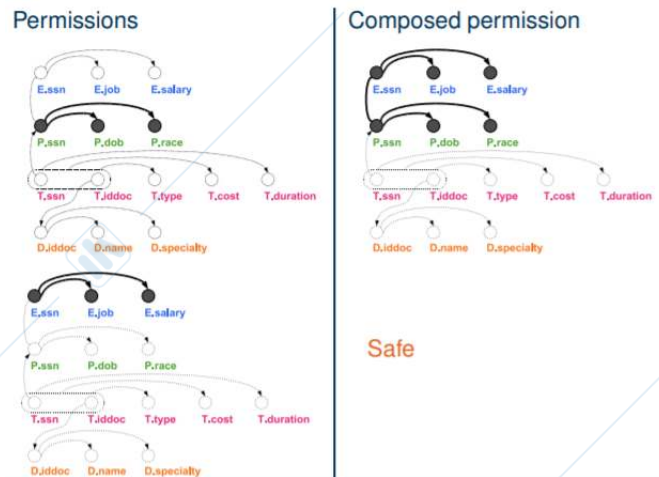 Permissions
E.ssn E.job E.salary
P.ssn P.dob P.race
T.ssn T.iddoc T.type T.cost T.duration
D.iddoc D.name D.specialty
E.ssn E.job E.salary
P.ssn P.dob P.race
T.ssn T.iddoc T.type T.cost T.duration
D.iddoc D.name D.specialty
Composed permission
E.ssn E.job E.salary
P.ssn P.dob P.race
T.ssn T.iddoc T.type T.cost T.duration
D.iddoc D.name D.specialty
Safe